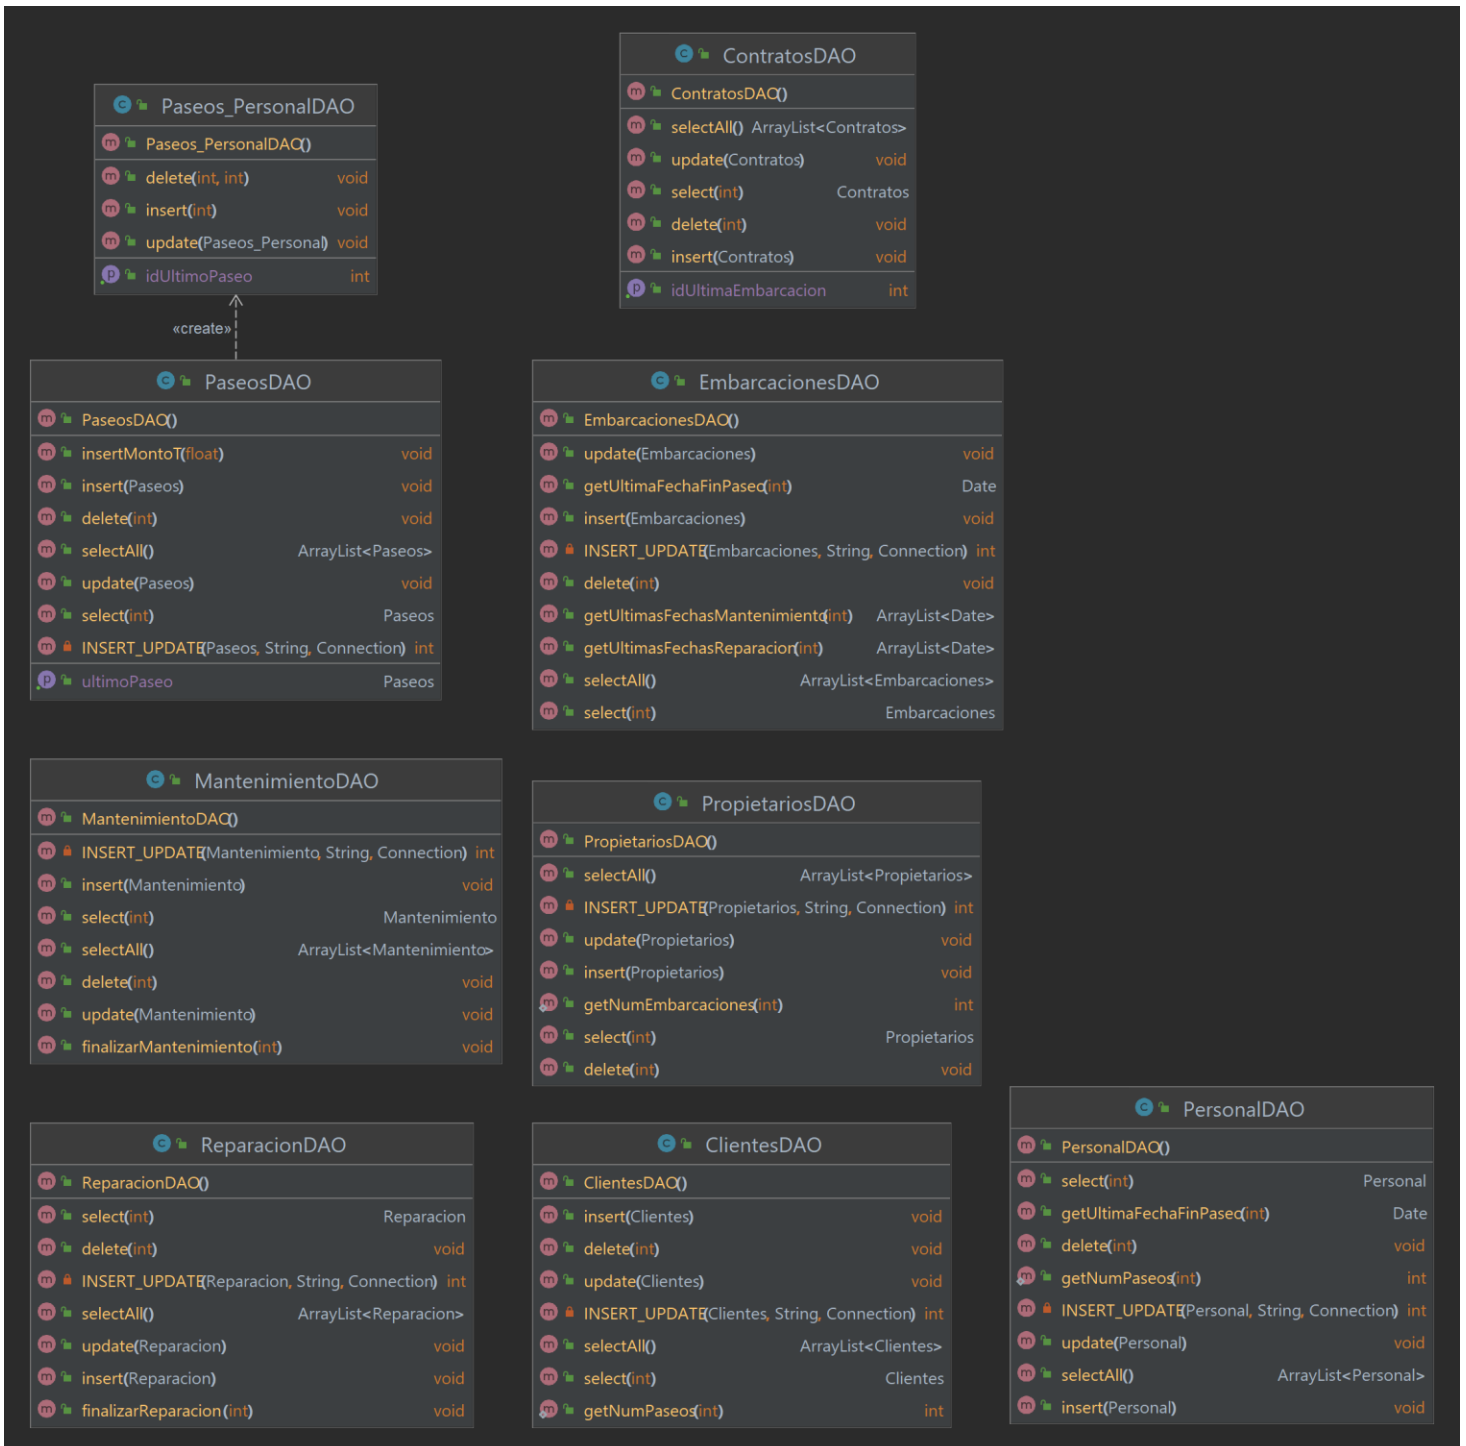 Paseos_PersonalDAO
Paseos_PersonalDAO()
delete(int, int) void
insert(int) void
update(Paseos_Personal) void
idUltimoPaseo int
«create»
ContratosDAO
ContratosDAO()
selectAll() ArrayList<Contratos>
update(Contratos) void
select(int) Contratos
delete(int) void
insert(Contratos) void
idUltimaEmbarcacion int
PaseosDAO
PaseosDAO()
insertMontoT(float) void
insert(Paseos) void
delete(int) void
selectAll() ArrayList<Paseos>
update(Paseos) void
select(int) Paseos
INSERT_UPDATE(Paseos, String, Connection) int
ultimoPaseo Paseos
EmbarcacionesDAO
EmbarcacionesDAO()
update(Embarcaciones) void
getUltimaFechaFinPaseo(int) Date
insert(Embarcaciones) void
INSERT_UPDATE(Embarcaciones, String, Connection) int
delete(int) void
getUltimasFechasMantenimiento(int) ArrayList<Date>
getUltimasFechasReparacion(int) ArrayList<Date>
selectAll() ArrayList<Embarcaciones>
select(int) Embarcaciones
MantenimientoDAO
MantenimientoDAO()
INSERT_UPDATE(Mantenimiento, String, Connection) int
insert(Mantenimiento) void
select(int) Mantenimiento
selectAll() ArrayList<Mantenimiento>
delete(int) void
update(Mantenimiento) void
finalizarMantenimiento(int) void
PropietariosDAO
PropietariosDAO()
selectAll() ArrayList<Propietarios>
INSERT_UPDATE(Propietarios, String, Connection) int
update(Propietarios) void
insert(Propietarios) void
getNumEmbarcaciones(int) int
select(int) Propietarios
delete(int) void
ReparacionDAO
ReparacionDAO()
select(int) Reparacion
delete(int) void
INSERT_UPDATE(Reparacion, String, Connection) int
selectAll() ArrayList<Reparacion>
update(Reparacion) void
insert(Reparacion) void
finalizarReparacion(int) void
ClientesDAO
ClientesDAO()
insert(Clientes) void
delete(int) void
update(Clientes) void
INSERT_UPDATE(Clientes, String, Connection) int
selectAll() ArrayList<Clientes>
select(int) Clientes
getNumPaseos(int) int
PersonalDAO
PersonalDAO()
select(int) Personal
getUltimaFechaFinPaseo(int) Date
delete(int) void
getNumPaseos(int) int
INSERT_UPDATE(Personal, String, Connection) int
update(Personal) void
selectAll() ArrayList<Personal>
insert(Personal) void